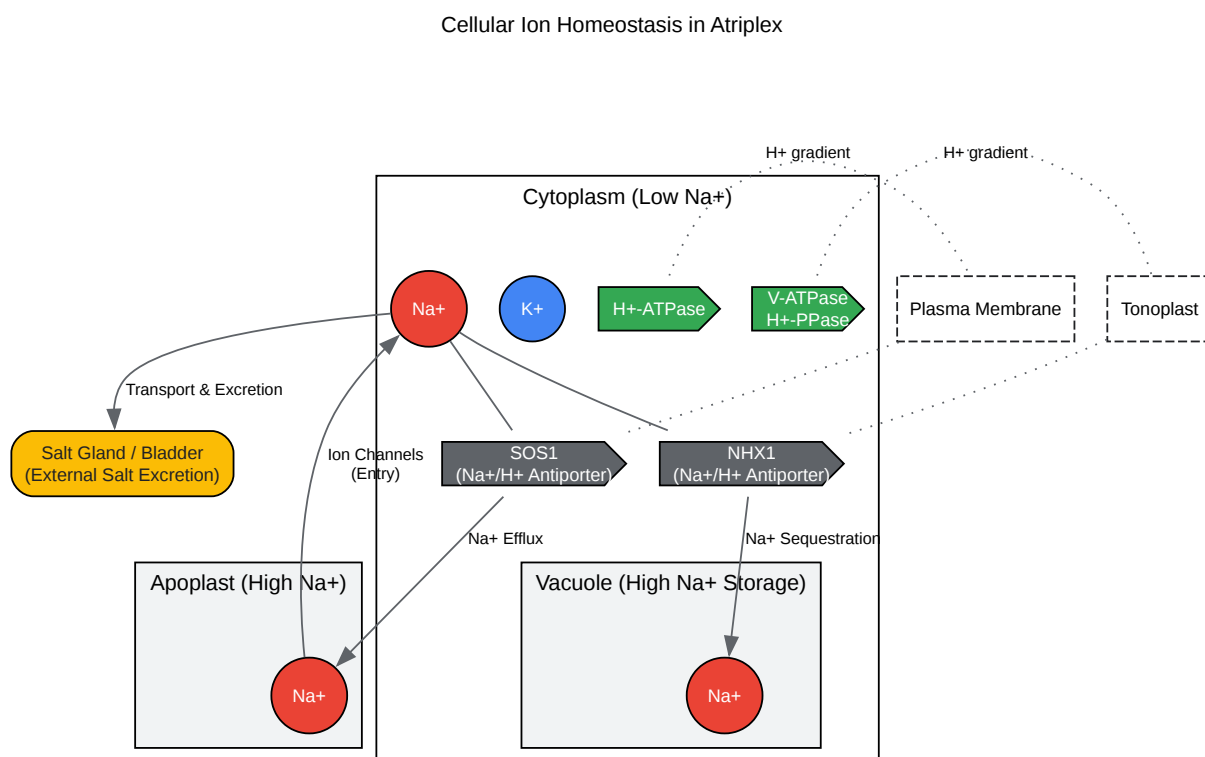 Cellular Ion Homeostasis in Atriplex
H+ gradient
H+ gradient
Cytoplasm (Low Na+)
Na+
K+
H+-ATPase
V-ATPase
H+-PPase
Plasma Membrane
Tonoplast
Transport & Excretion
Salt Gland / Bladder
(External Salt Excretion)
Ion Channels
(Entry)
SOS1
(Na+/H+ Antiporter)
NHX1
(Na+/H+ Antiporter)
Na+ Efflux
Na+ Sequestration
Apoplast (High Na+)
Vacuole (High Na+ Storage)
Na+
Na+